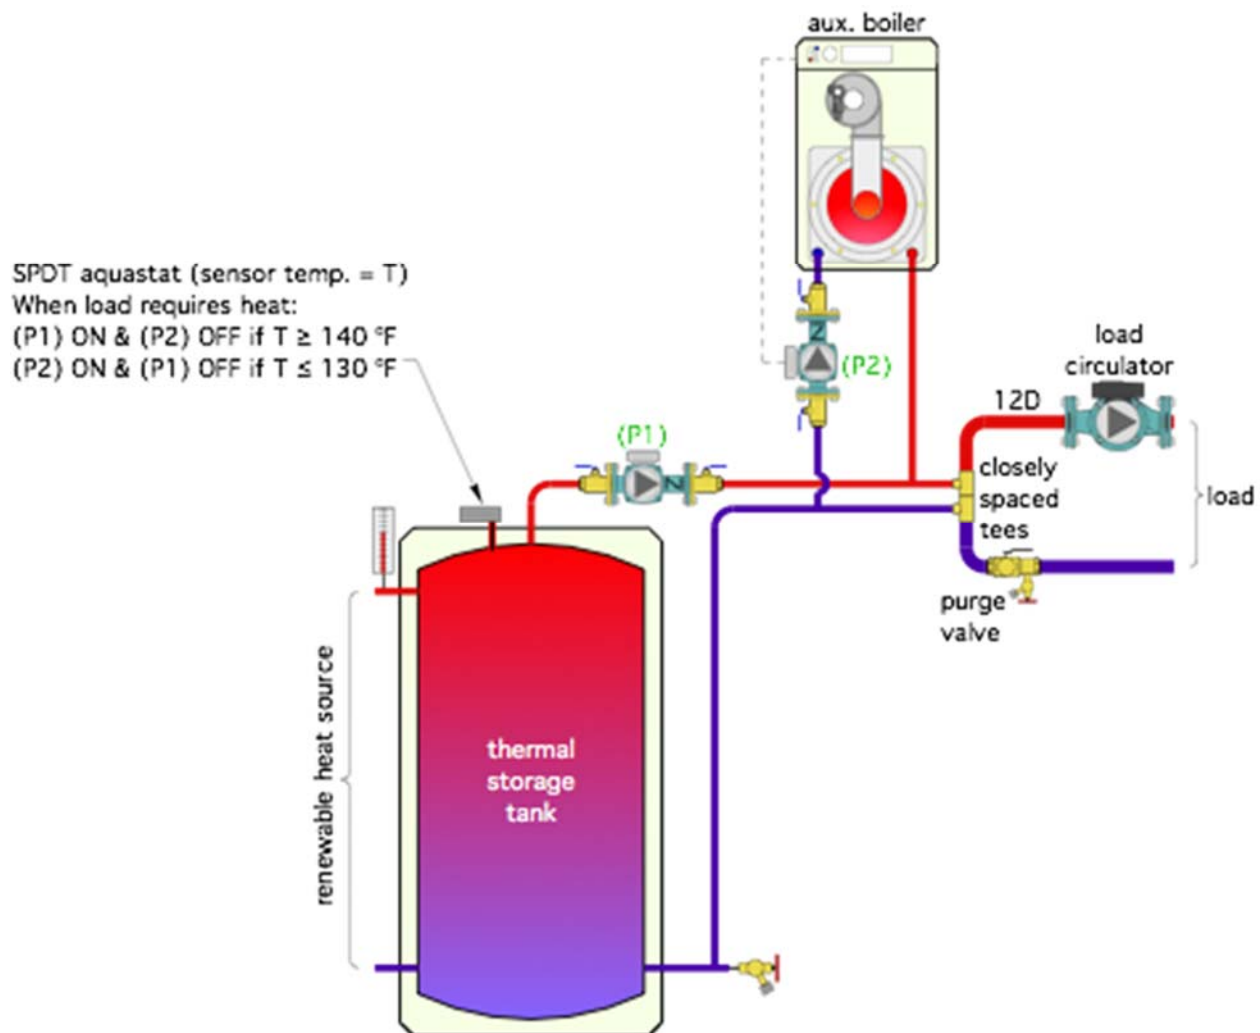 aux. boiler
SPDT aquastat (sensor temp. = T)
When load requires heat:
(P1) ON & (P2) OFF if T ≥ 140 ºF
(P2) ON & (P1) OFF if T ≤ 130 ºF
(P2)
load
circulator
12D
(P1)
closely
spaced
tees
load
purge
valve
renewable heat source
thermal
storage
tank